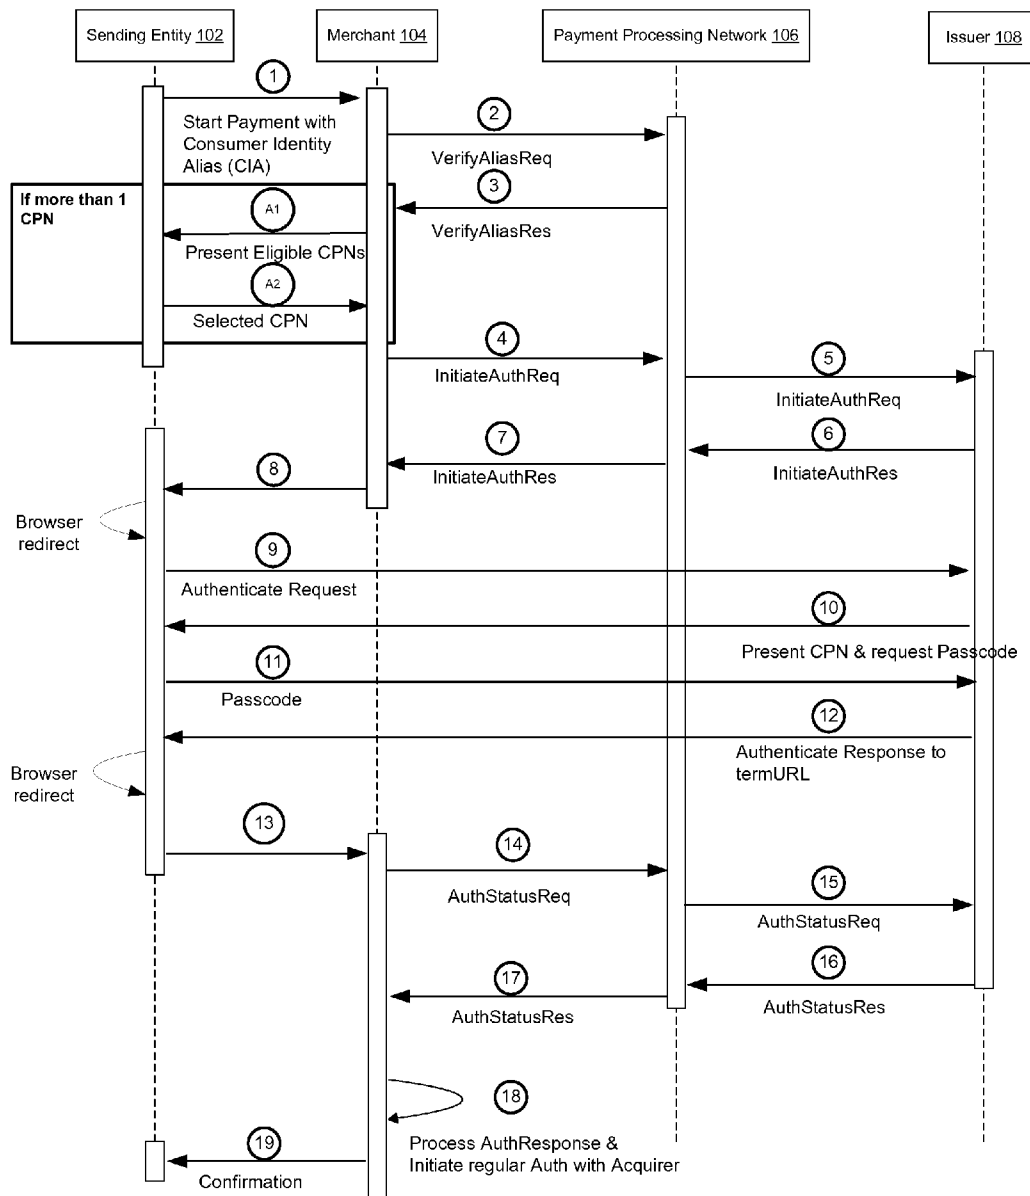 Sending Entity 102
Merchant 104
Payment Processing Network 106
Issuer 108
1
Start Payment with
Consumer Identity
Alias (CIA)
2
VerifyAliasReq
3
VerifyAliasRes
If more than 1
CPN
A1
Present Eligible CPNs
A2
Selected CPN
4
InitiateAuthReq
5
InitiateAuthReq
6
InitiateAuthRes
7
InitiateAuthRes
8
Browser
redirect
9
Authenticate Request
10
Present CPN & request Passcode
11
Passcode
12
Authenticate Response to
termURL
Browser
redirect
13
14
AuthStatusReq
15
AuthStatusReq
16
AuthStatusRes
17
AuthStatusRes
18
Process AuthResponse &
Initiate regular Auth with Acquirer
19
Confirmation